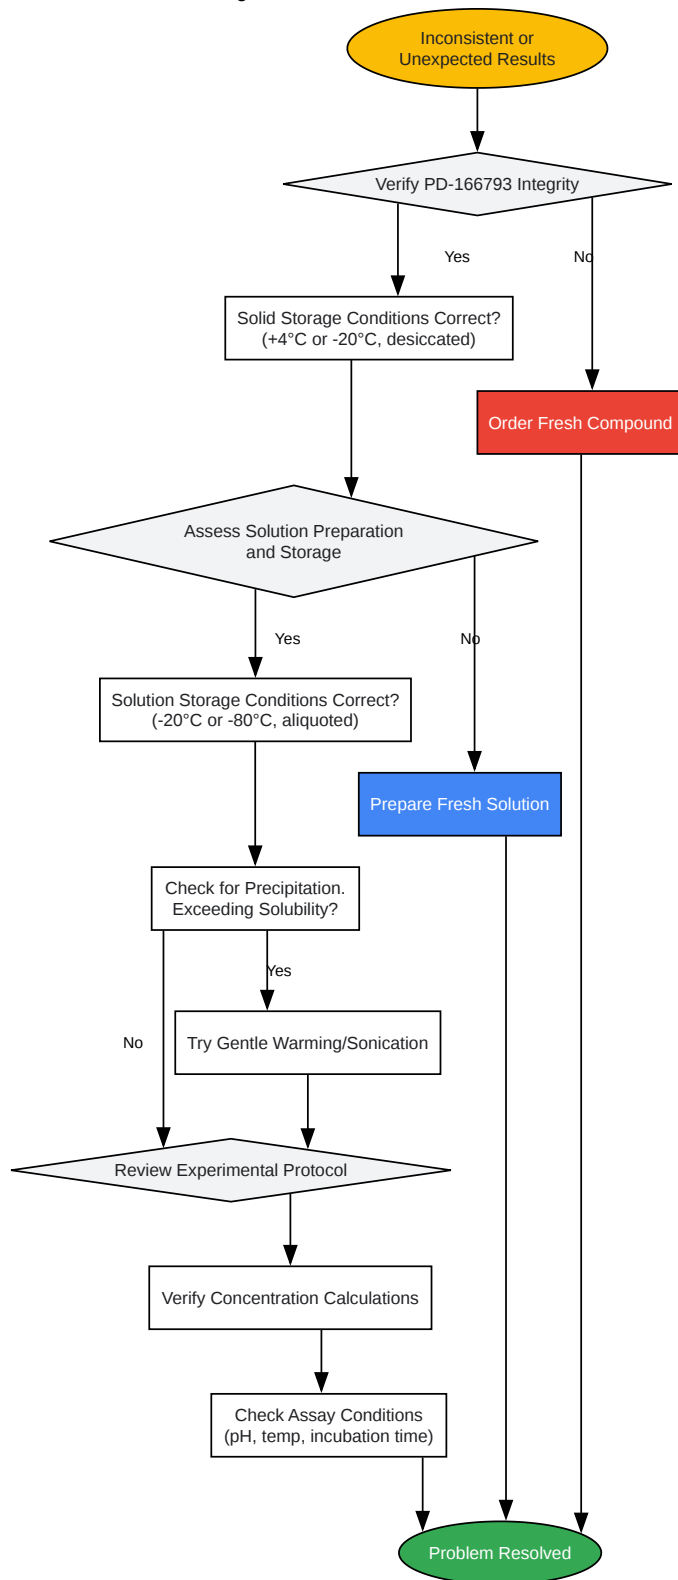 Inconsistent or
Unexpected Results
Verify PD-166793 Integrity
Yes
No
Solid Storage Conditions Correct?
(+4°C or -20°C, desiccated)
Order Fresh Compound
Assess Solution Preparation
and Storage
Yes
No
Solution Storage Conditions Correct?
(-20°C or -80°C, aliquoted)
Prepare Fresh Solution
Check for Precipitation.
Exceeding Solubility?
Yes
No
Try Gentle Warming/Sonication
Review Experimental Protocol
Verify Concentration Calculations
Check Assay Conditions
(pH, temp, incubation time)
Problem Resolved